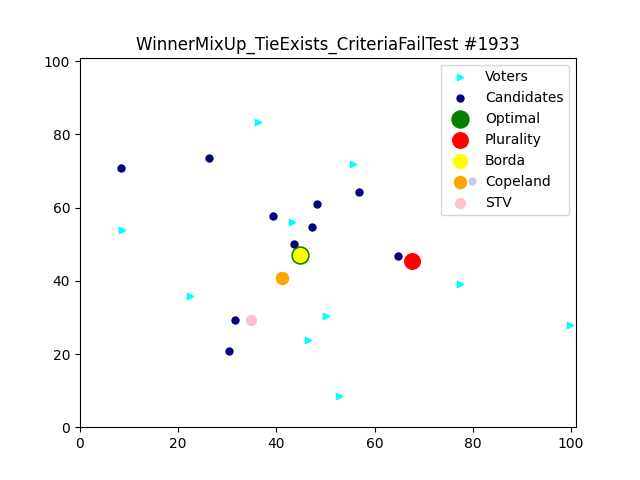 WinnerMixUp_TieExists_CriteriaFailTest #1933
100
80
60
40
20
0
0
20
40
60
80
100
Voters
Candidates
Optimal
Plurality
Borda
Copeland
STV